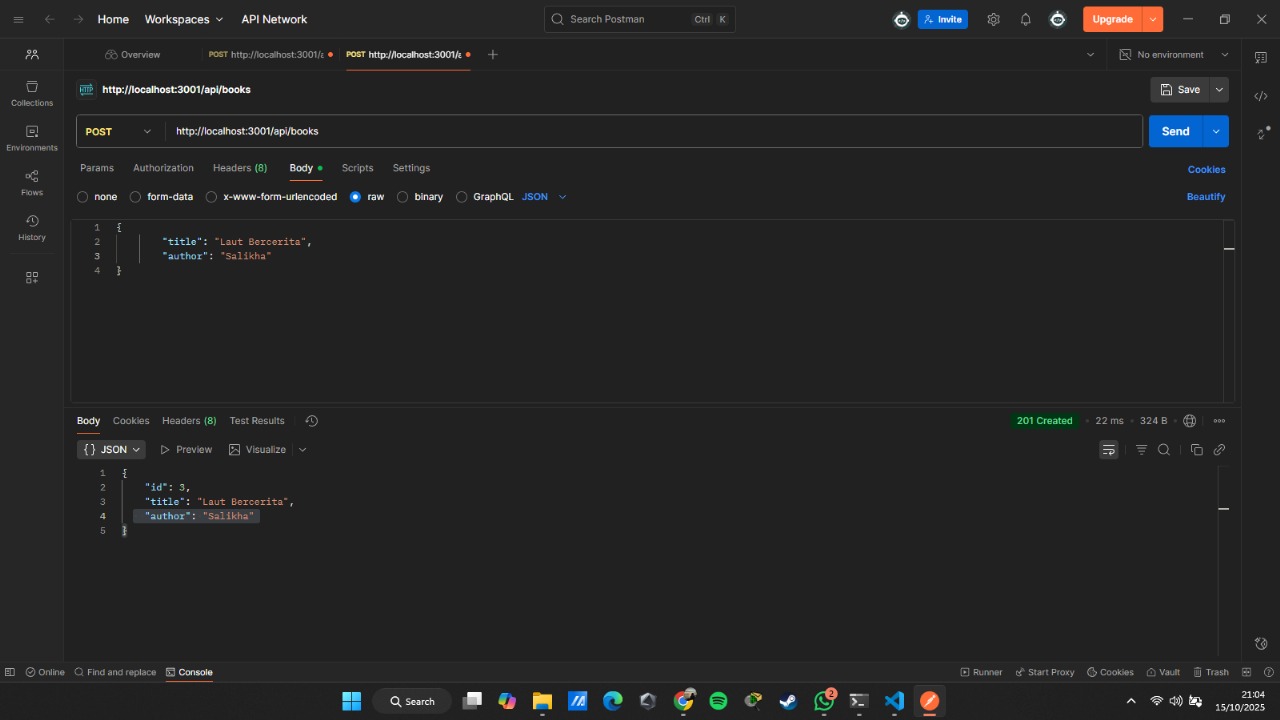 Home Workspaces API Network Search Postman Ctrl K Invite Upgrade
Overview POST http://localhost:3001/a POST http://localhost:3001/a No environment
HTTP http://localhost:3001/api/books Save
Collections
POST http://localhost:3001/api/books Send
Environments
Params Authorization Headers (8) Body Scripts Settings Cookies
Flows
none form-data x-www-form-urlencoded raw binary GraphQL JSON Beautify
History
1 {
2 "title": "Laut Bercerita",
3 "author": "Salikha"
4 }
Body Cookies Headers (8) Test Results 201 Created 22 ms 324 B
{} JSON Preview Visualize
1 {
2 "id": 3,
3 "title": "Laut Bercerita",
4 "author": "Salikha"
5 }
Online Find and replace Console Runner Start Proxy Cookies Vault Trash
Search 2 21:04
15/10/2025